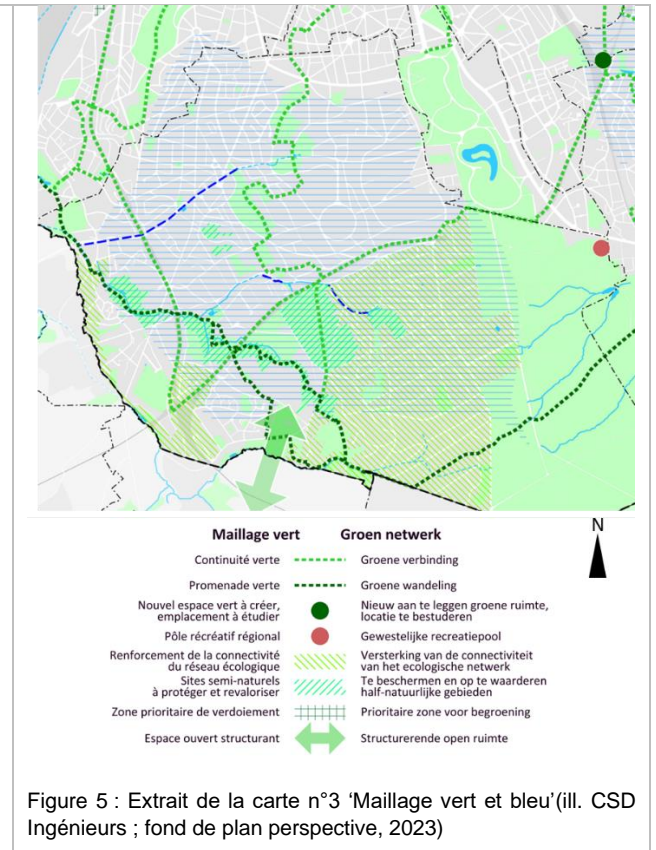 N
Maillage vert Groen netwerk
Continuité verte Groene verbinding
Promenade verte Groene wandeling
Nouvel espace vert à créer, Nieuw aan te leggen groene ruimte,
emplacement à étudier locatie te bestuderen
Pôle récréatif régional Gewestelijke recreatiepool
Renforcement de la connectivité Versterking van de connectiviteit
du réseau écologique van het ecologische netwerk
Sites semi-naturels Te beschermen en op te waarderen
à protéger et revaloriser half-natuurlijke gebieden
Zone prioritaire de verdoiement Prioritaire zone voor begroening
Espace ouvert structurant Structurerende open ruimte
Figure 5 : Extrait de la carte n°3 ‘Maillage vert et bleu’(ill. CSD
Ingénieurs ; fond de plan perspective, 2023)